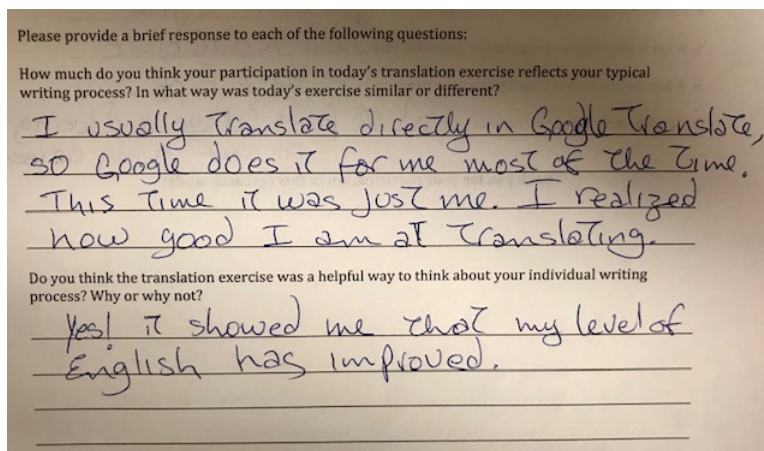 Please provide a brief response to each of the following questions:
How much do you think your participation in today's translation exercise reflects your typical
writing process? In what way was today's exercise similar or different?
I usually Translate directly in Google Translate,
so Google does it for me most of the Time.
This Time it was just me. I realized
how good I am at Translating.
Do you think the translation exercise was a helpful way to think about your individual writing
process? Why or why not?
Yes! it showed me that my level of
English has improved.